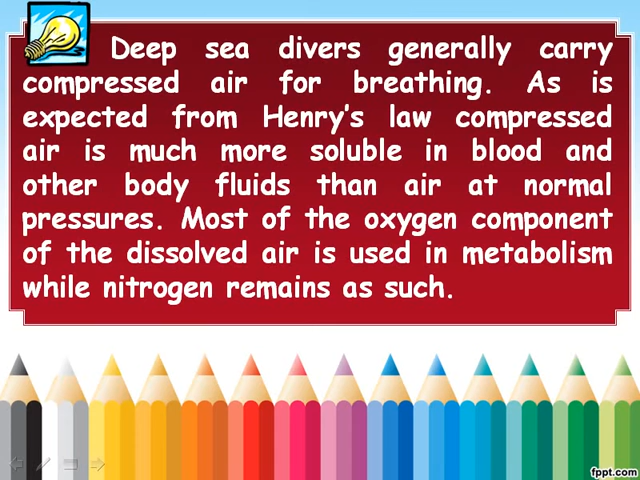 Deep sea divers generally carry
compressed air for breathing. As is
expected from Henry's law compressed
air is much more soluble in blood and
other body fluids than air at normal
pressures. Most of the oxygen component
of the dissolved air is used in metabolism
while nitrogen remains as such.
fppt.com